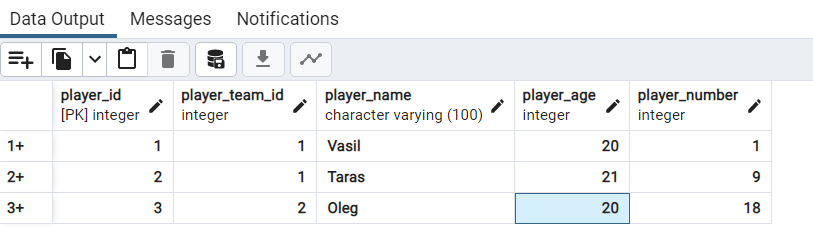 Data Output Messages Notifications
player_id player_team_id player_name player_age player_number
[PK] integer integer character varying (100) integer integer
1+ 1 1 Vasil 20 1
2+ 2 1 Taras 21 9
3+ 3 2 Oleg 20 18